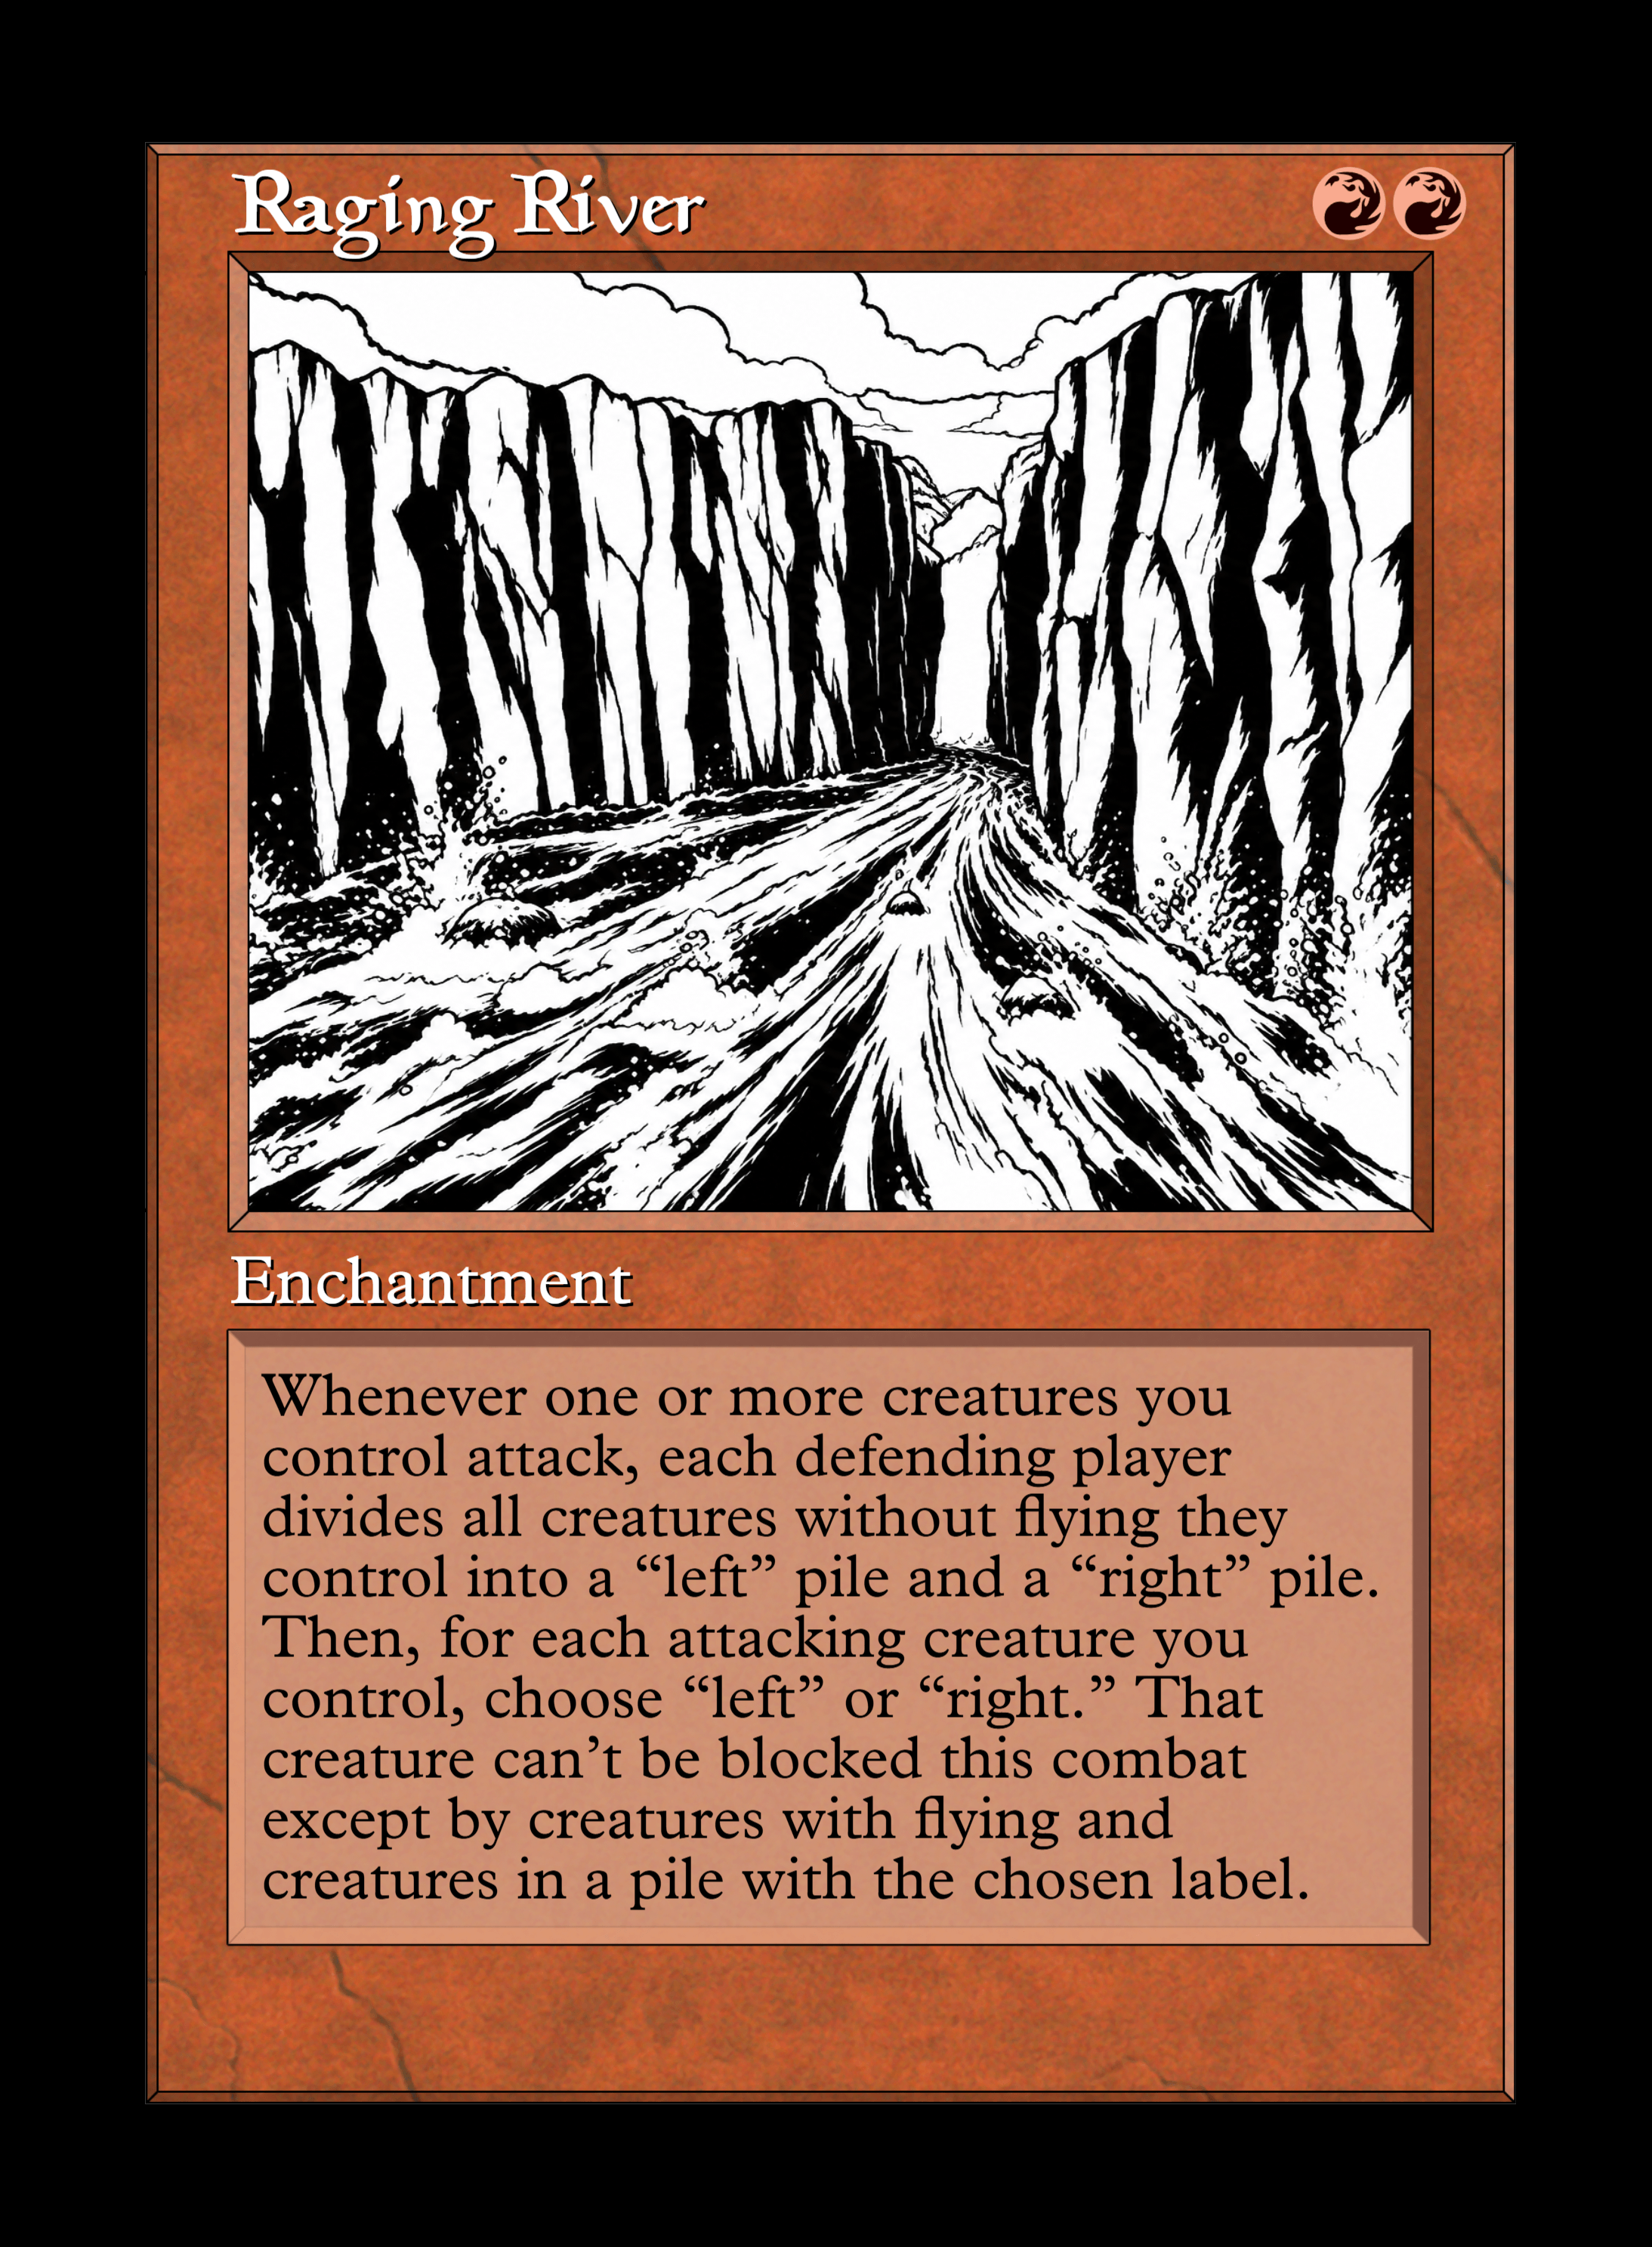 Raging River
Enchantment
Whenever one or more creatures you
control attack, each defending player
divides all creatures without flying they
control into a “left” pile and a “right” pile.
Then, for each attacking creature you
control, choose “left” or “right.” That
creature can’t be blocked this combat
except by creatures with flying and
creatures in a pile with the chosen label.